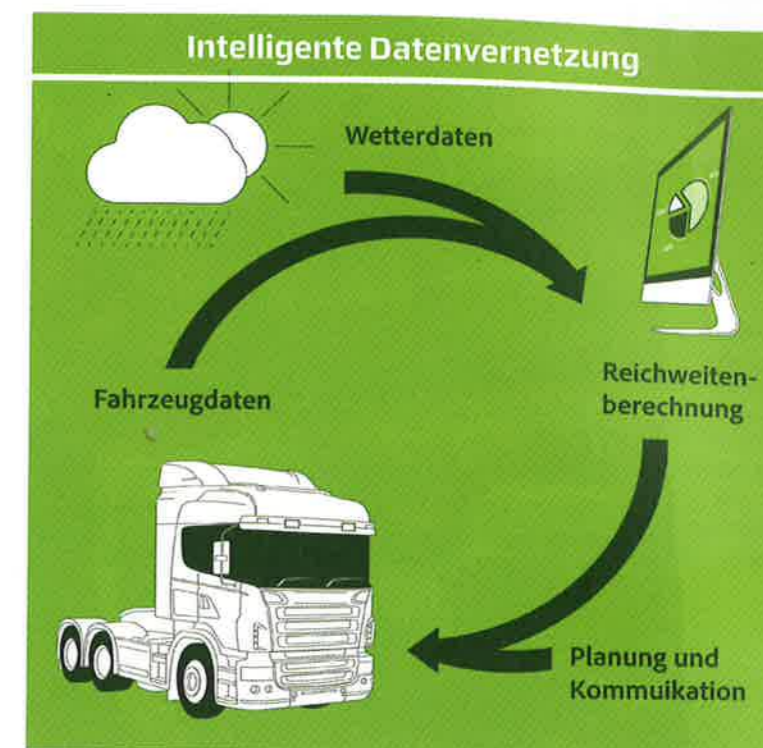 Intelligente Datenvernetzung
Wetterdaten
Fahrzeugdaten
Reichweiten-
berechnung
Planung und
Kommuikation